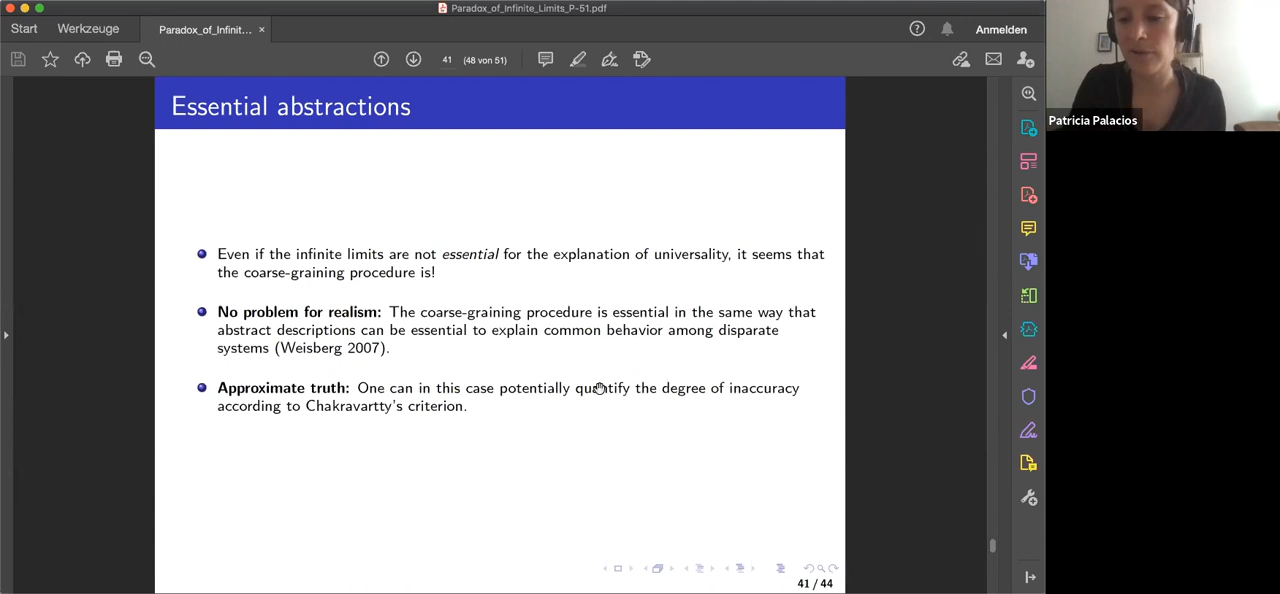 Paradox_of_Infinite_Limits_P-51.pdf
Start Werkzeuge Paradox_of_Infinit... × Anmelden
41 (48 von 51)
Essential abstractions
Patricia Palacios
Even if the infinite limits are not essential for the explanation of universality, it seems that
the coarse-graining procedure is!
No problem for realism: The coarse-graining procedure is essential in the same way that
abstract descriptions can be essential to explain common behavior among disparate
systems (Weisberg 2007).
Approximate truth: One can in this case potentially quantify the degree of inaccuracy
according to Chakravartty's criterion.
41 / 44